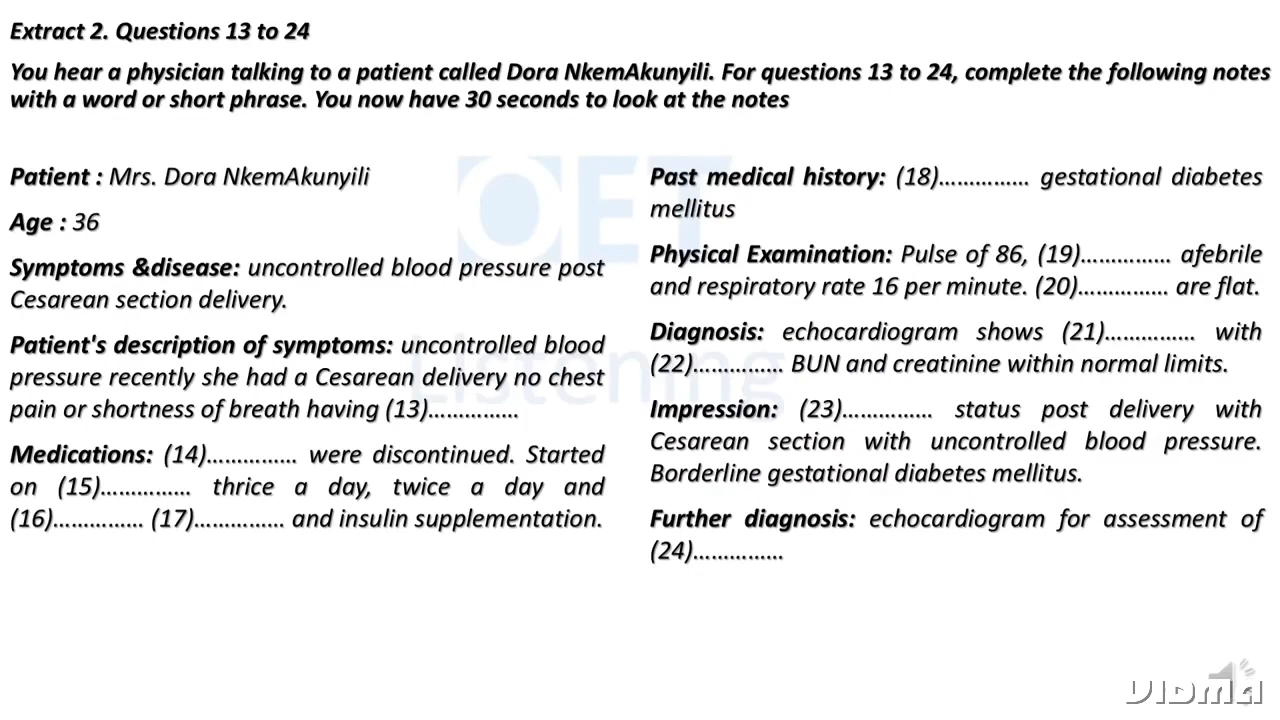 Extract 2. Questions 13 to 24
You hear a physician talking to a patient called Dora NkemAkunyili. For questions 13 to 24, complete the following notes
with a word or short phrase. You now have 30 seconds to look at the notes
OET
Listening
Patient : Mrs. Dora NkemAkunyili
Age : 36
Symptoms &disease: uncontrolled blood pressure post
Cesarean section delivery.
Patient's description of symptoms: uncontrolled blood
pressure recently she had a Cesarean delivery no chest
pain or shortness of breath having (13)……………
Medications: (14)…………… were discontinued. Started
on (15)…………… thrice a day, twice a day and
(16)…………… (17)…………… and insulin supplementation.
Past medical history: (18)…………… gestational diabetes
mellitus
Physical Examination: Pulse of 86, (19)…………… afebrile
and respiratory rate 16 per minute. (20)…………… are flat.
Diagnosis: echocardiogram shows (21)…………… with
(22)…………… BUN and creatinine within normal limits.
Impression: (23)…………… status post delivery with
Cesarean section with uncontrolled blood pressure.
Borderline gestational diabetes mellitus.
Further diagnosis: echocardiogram for assessment of
(24)……………
VIDMA